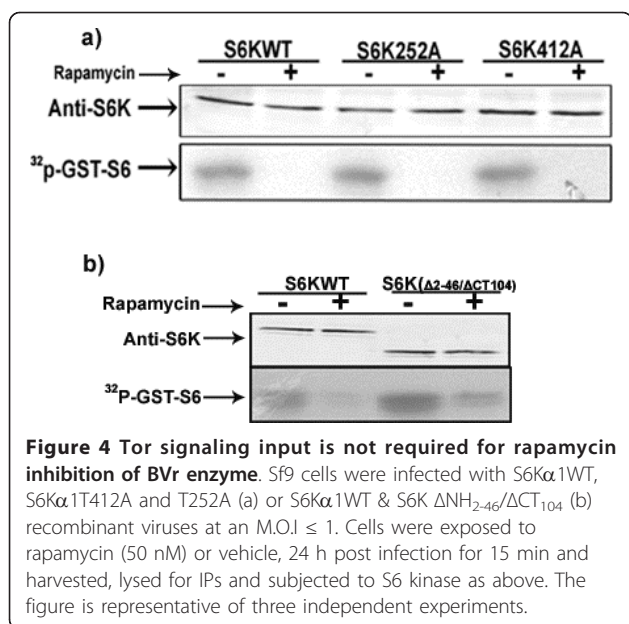 a)
S6KWT S6K252A S6K412A
Rapamycin - + - + - +
Anti-S6K
³²p-GST-S6
b)
S6KWT S6K(Δ2-46/ΔCT104)
Rapamycin - + - +
Anti-S6K
³²P-GST-S6
Figure 4 Tor signaling input is not required for rapamycin
inhibition of BVr enzyme. Sf9 cells were infected with S6Kα1WT,
S6Kα1T412A and T252A (a) or S6Kα1WT & S6K ΔNH₂₋₄₆/ΔCT₁₀₄ (b)
recombinant viruses at an M.O.I ≤ 1. Cells were exposed to
rapamycin (50 nM) or vehicle, 24 h post infection for 15 min and
harvested, lysed for IPs and subjected to S6 kinase as above. The
figure is representative of three independent experiments.